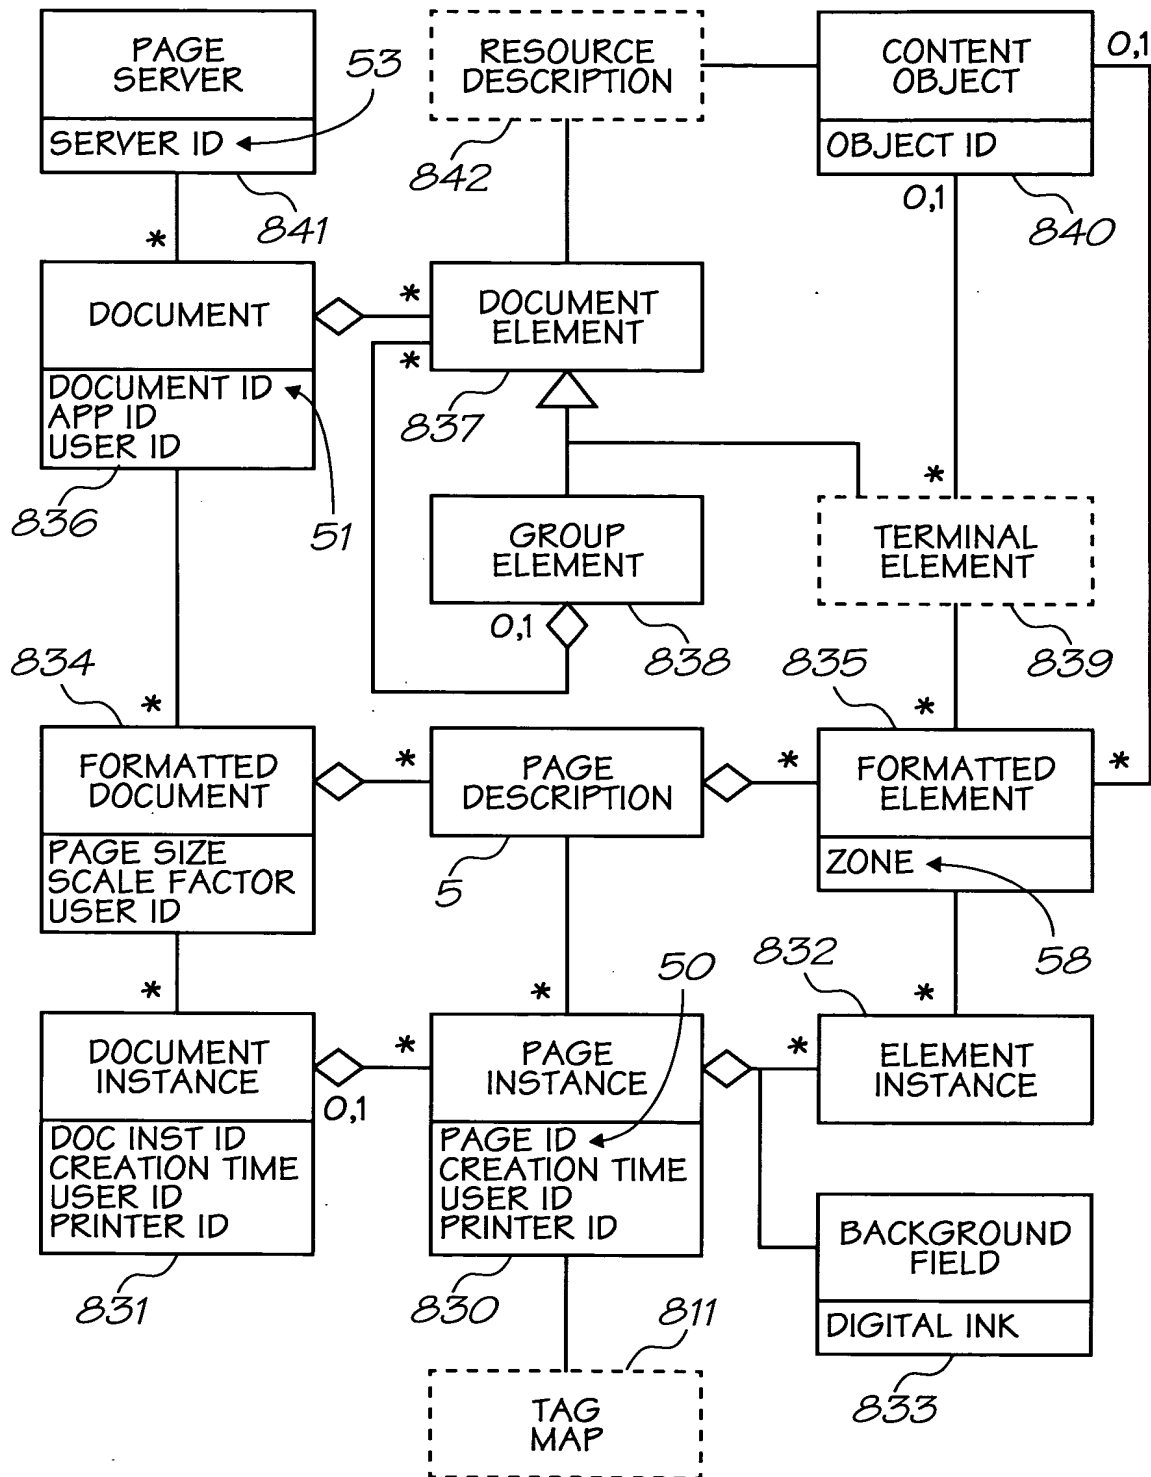 PAGE
SERVER
53
SERVER ID
841
*
RESOURCE
DESCRIPTION
842
CONTENT
OBJECT
0,1
OBJECT ID
0,1
840
DOCUMENT
*
DOCUMENT
ELEMENT
*
837
DOCUMENT ID
APP ID
USER ID
836
51
*
GROUP
ELEMENT
0,1
838
TERMINAL
ELEMENT
839
834
835
*
*
FORMATTED
DOCUMENT
*
PAGE
DESCRIPTION
*
FORMATTED
ELEMENT
*
PAGE SIZE
SCALE FACTOR
USER ID
5
ZONE
58
50
832
*
*
*
DOCUMENT
INSTANCE
0,1
*
PAGE
INSTANCE
*
ELEMENT
INSTANCE
DOC INST ID
CREATION TIME
USER ID
PRINTER ID
831
PAGE ID
CREATION TIME
USER ID
PRINTER ID
830
BACKGROUND
FIELD
DIGITAL INK
833
811
TAG
MAP